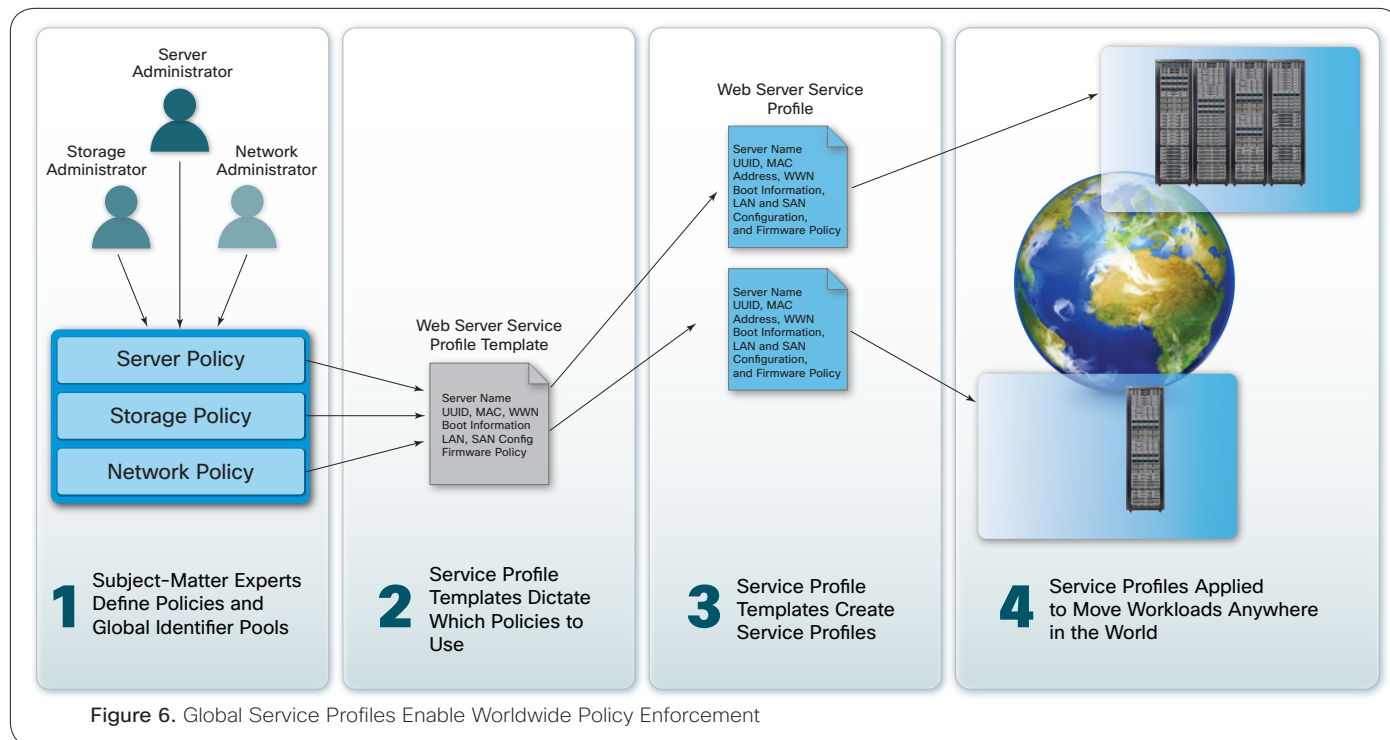 Server
Administrator
Storage
Administrator
Network
Administrator
Server Policy
Storage Policy
Network Policy
1
Subject-Matter Experts
Define Policies and
Global Identifier Pools
Web Server Service
Profile Template
Server Name
UUID, MAC, WWN
Boot Information
LAN, SAN Config
Firmware Policy
2
Service Profile
Templates Dictate
Which Policies to
Use
Web Server Service
Profile
Server Name
UUID, MAC
Address, WWN
Boot Information,
LAN and SAN
Configuration,
and Firmware Policy
Server Name
UUID, MAC
Address, WWN
Boot Information,
LAN and SAN
Configuration,
and Firmware Policy
3
Service Profile
Templates Create
Service Profiles
4
Service Profiles Applied
to Move Workloads Anywhere
in the World
Figure 6. Global Service Profiles Enable Worldwide Policy Enforcement